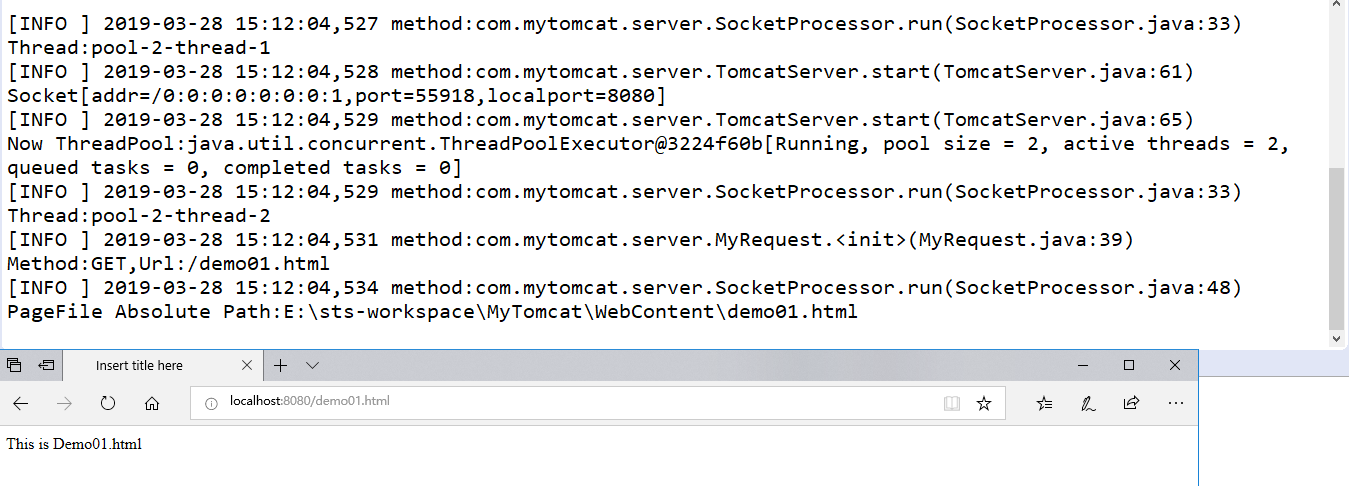 [INFO ] 2019-03-28 15:12:04,527 method:com.mytomcat.server.SocketProcessor.run(SocketProcessor.java:33)
Thread:pool-2-thread-1
[INFO ] 2019-03-28 15:12:04,528 method:com.mytomcat.server.TomcatServer.start(TomcatServer.java:61)
Socket[addr=/0:0:0:0:0:0:0:1,port=55918,localport=8080]
[INFO ] 2019-03-28 15:12:04,529 method:com.mytomcat.server.TomcatServer.start(TomcatServer.java:65)
Now ThreadPool:java.util.concurrent.ThreadPoolExecutor@3224f60b[Running, pool size = 2, active threads = 2,
queued tasks = 0, completed tasks = 0]
[INFO ] 2019-03-28 15:12:04,529 method:com.mytomcat.server.SocketProcessor.run(SocketProcessor.java:33)
Thread:pool-2-thread-2
[INFO ] 2019-03-28 15:12:04,531 method:com.mytomcat.server.MyRequest.<init>(MyRequest.java:39)
Method:GET,Url:/demo01.html
[INFO ] 2019-03-28 15:12:04,534 method:com.mytomcat.server.SocketProcessor.run(SocketProcessor.java:48)
PageFile Absolute Path:E:\sts-workspace\MyTomcat\WebContent\demo01.html
Insert title here
localhost:8080/demo01.html
This is Demo01.html